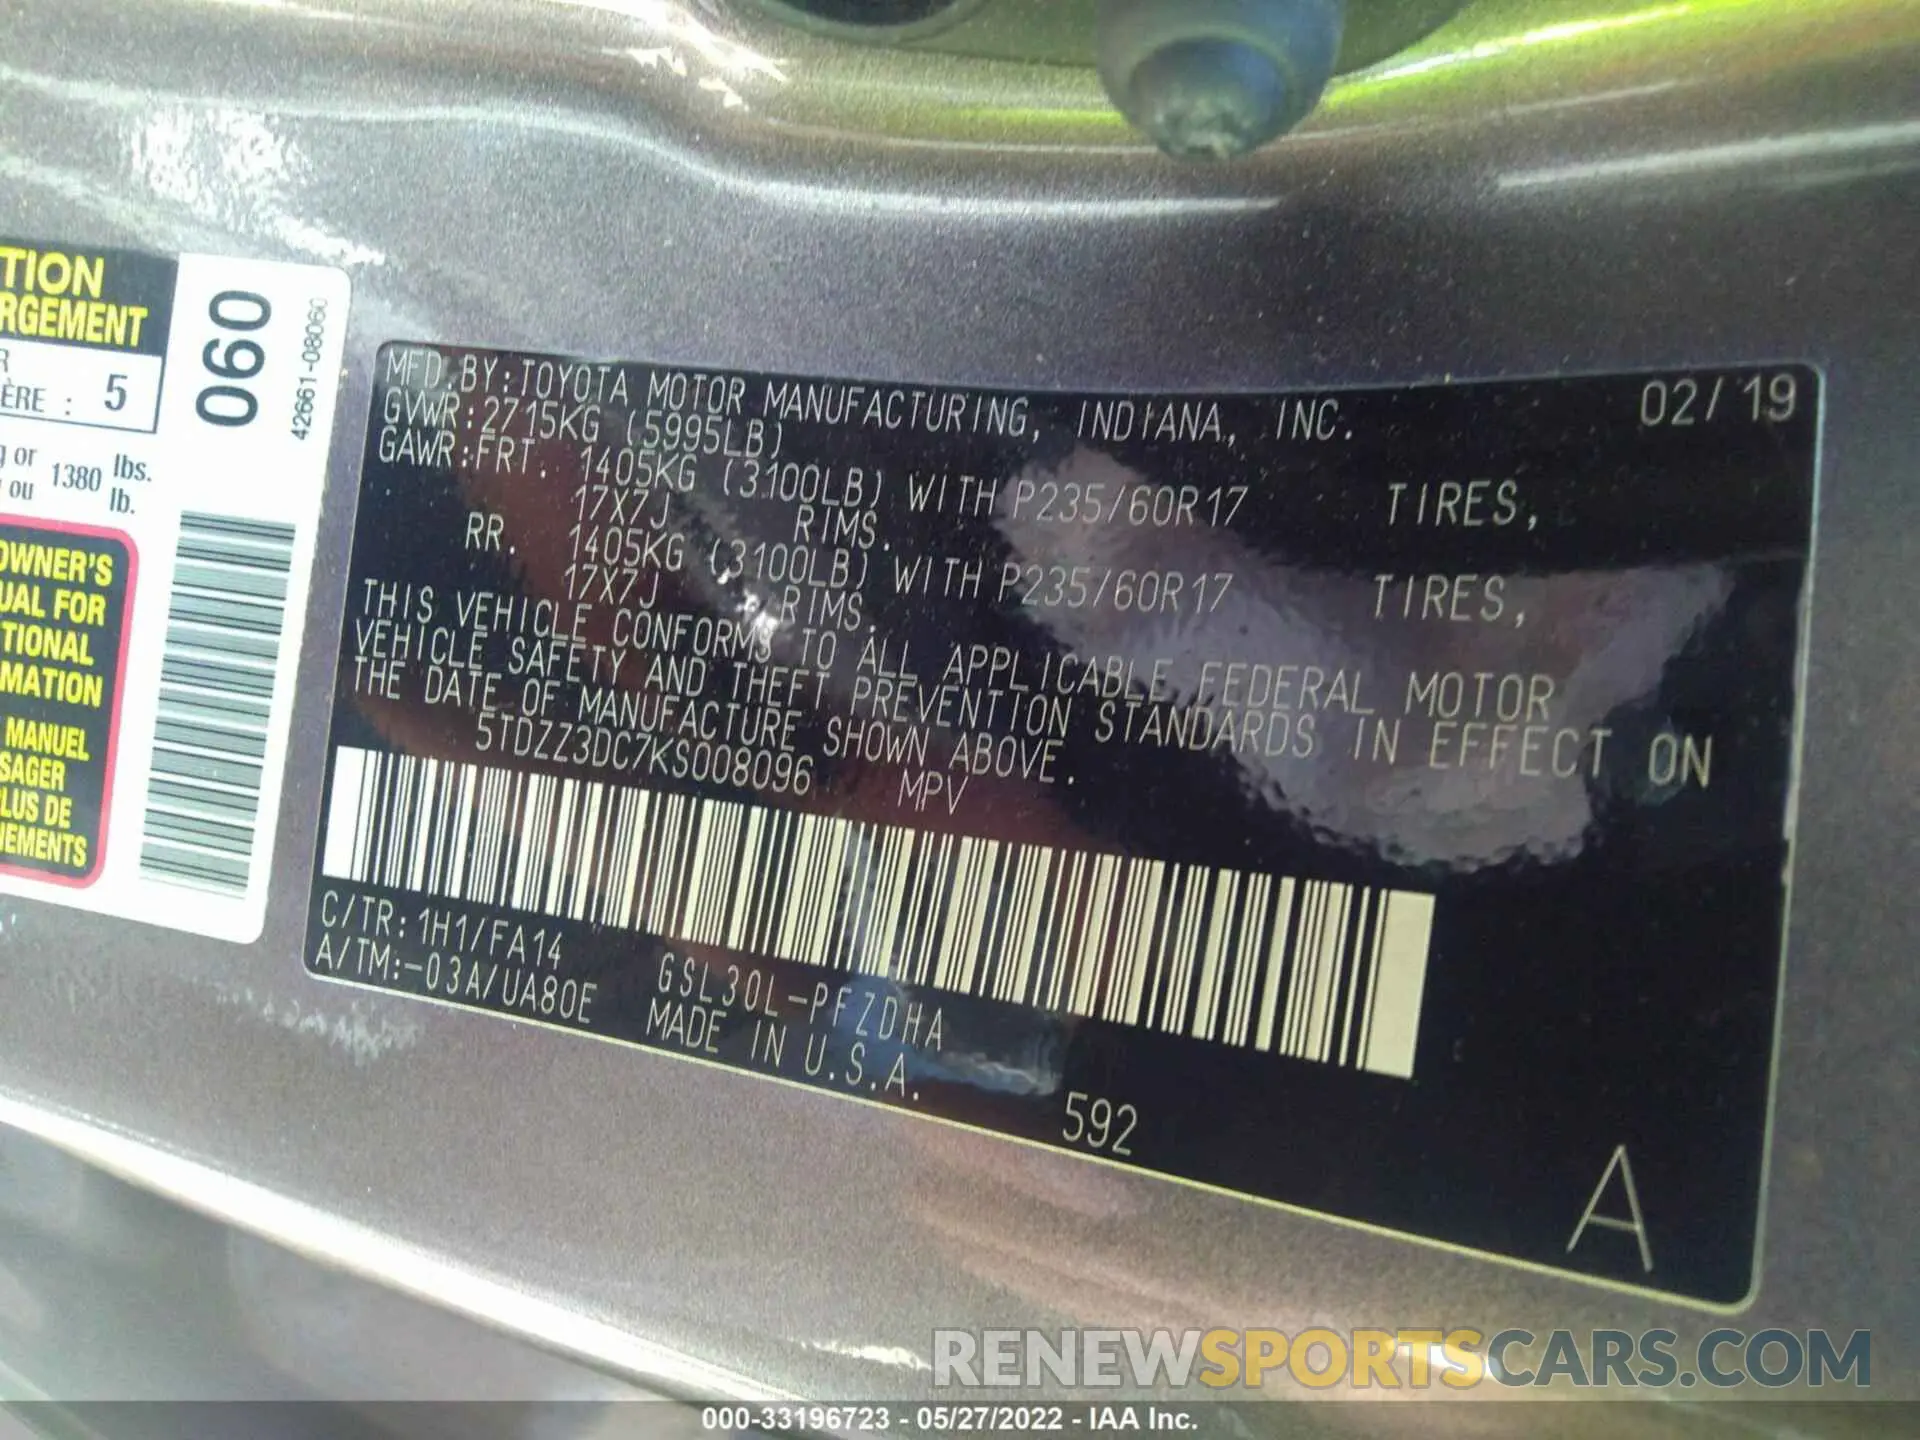 TION
RGEMENT
R
ÈRE : 5
g or
ou
1380 lbs.
lb.
OWNER'S
UAL FOR
TIONAL
MATION
MANUEL
SAGER
LUS DE
NEMENTS
060
42661-08060
MFD.BY:TOYOTA MOTOR MANUFACTURING, INDIANA, INC. 02/19
GVWR:2715KG (5995LB)
GAWR:FRT. 1405KG (3100LB) WITH P235/60R17 TIRES,
17X7J RIMS.
RR. 1405KG (3100LB) WITH P235/60R17 TIRES,
17X7J RIMS.
THIS VEHICLE CONFORMS TO ALL APPLICABLE FEDERAL MOTOR
VEHICLE SAFETY AND THEFT PREVENTION STANDARDS IN EFFECT ON
THE DATE OF MANUFACTURE SHOWN ABOVE.
5TDZZ3DC7KS008096 MPV
C/TR:1H1/FA14
A/TM:-03A/UA80E
GSL30L-PFZDHA
MADE IN U.S.A.
592
A
RENEWSPORTSCARS.COM
000-33196723 - 05/27/2022 - IAA Inc.